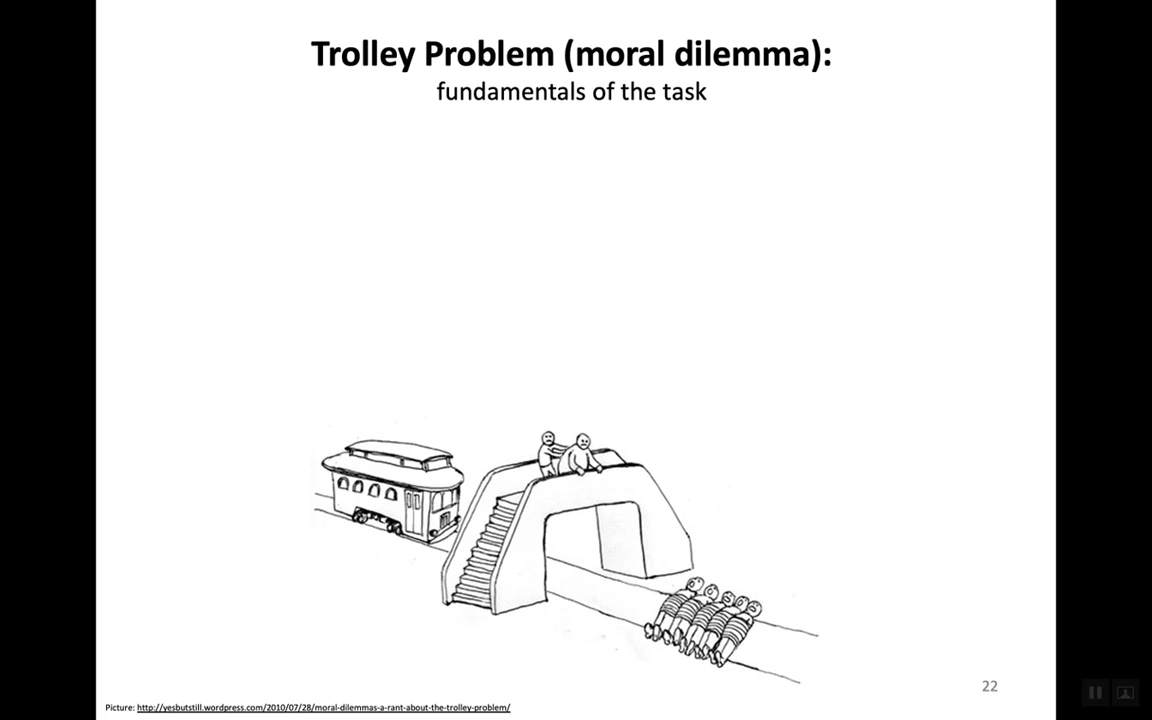 Trolley Problem (moral dilemma):
fundamentals of the task
22
Picture: http://yesbutstill.wordpress.com/2010/07/28/moral-dilemmas-a-rant-about-the-trolley-problem/